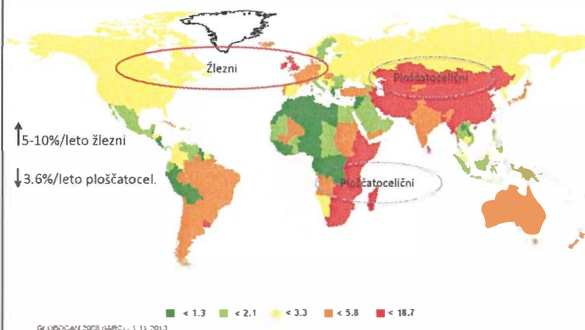 Žlezni
Ploščatocelični
5-10%/leto žlezni
3.6%/leto ploščatocel.
Ploščatocelični
< 1.3 < 2.1 < 3.3 < 5.8 < 18.7